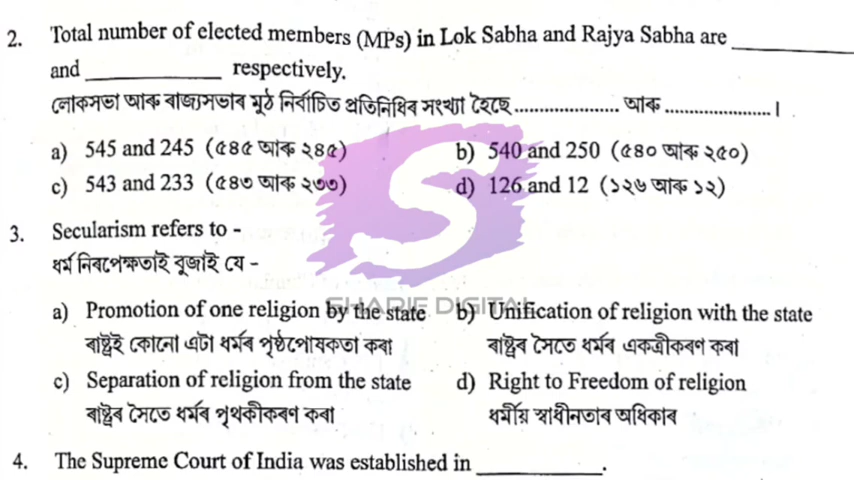 2. Total number of elected members (MPs) in Lok Sabha and Rajya Sabha are ____________
and ____________ respectively.
লোকসভা আৰু ৰাজ্যসভাৰ মুঠ নিৰ্বাচিত প্ৰতিনিধিৰ সংখ্যা হৈছে ..................... আৰু ..................... ।
a) 545 and 245 (৫৪৫ আৰু ২৪৫) b) 540 and 250 (৫৪০ আৰু ২৫০)
c) 543 and 233 (৫৪৩ আৰু ২৩৩) d) 126 and 12 (১২৬ আৰু ১২)
3. Secularism refers to -
ধৰ্ম নিৰপেক্ষতাই বুজাই যে -
SHARIF DIGITAL
a) Promotion of one religion by the state b) Unification of religion with the state
ৰাষ্ট্ৰই কোনো এটা ধৰ্মৰ পৃষ্ঠপোষকতা কৰা ৰাষ্ট্ৰৰ সৈতে ধৰ্মৰ একত্ৰীকৰণ কৰা
c) Separation of religion from the state d) Right to Freedom of religion
ৰাষ্ট্ৰৰ সৈতে ধৰ্মৰ পৃথকীকৰণ কৰা ধৰ্মীয় স্বাধীনতাৰ অধিকাৰ
4. The Supreme Court of India was established in ____________.